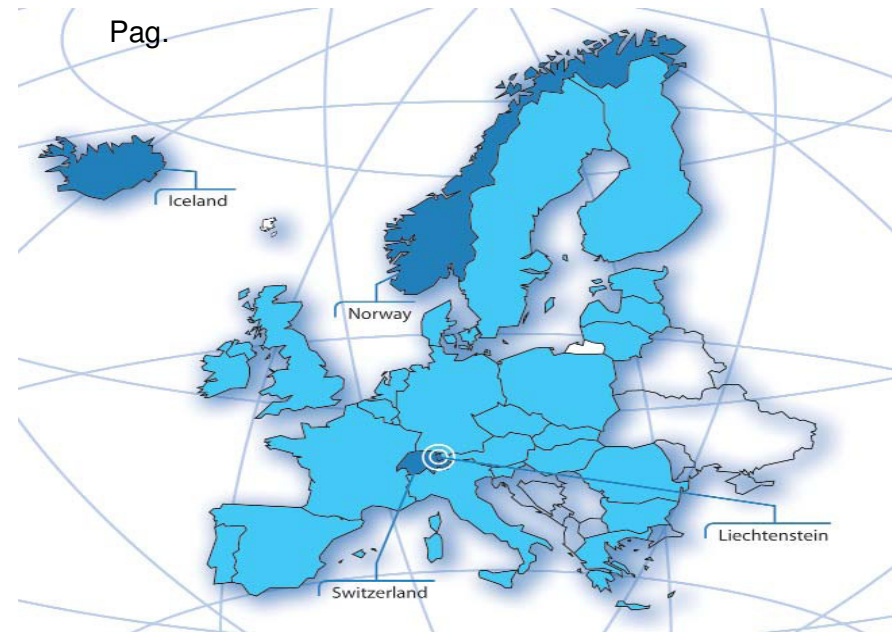 Pag.
Iceland
Norway
Liechtenstein
Switzerland